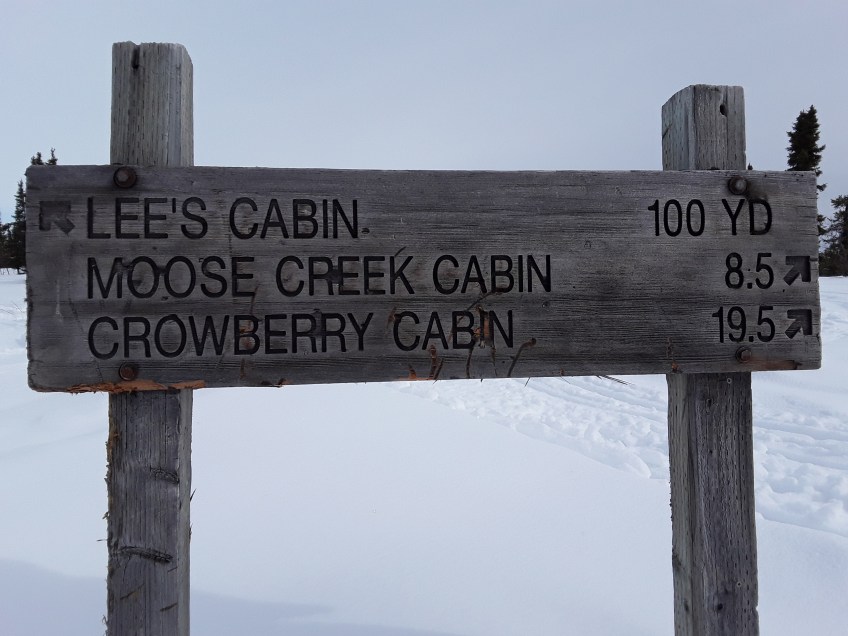 LEE'S CABIN 100 YD
MOOSE CREEK CABIN 8.5
CROWBERRY CABIN 19.5